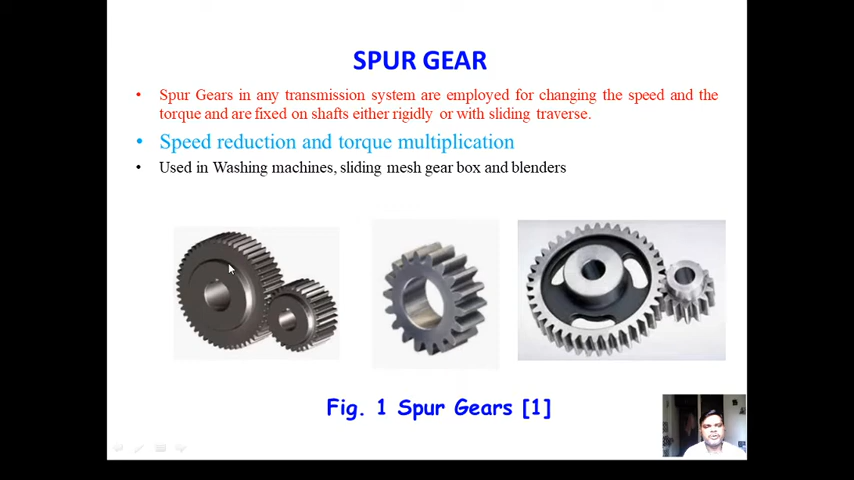 SPUR GEAR
• Spur Gears in any transmission system are employed for changing the speed and the
torque and are fixed on shafts either rigidly or with sliding traverse.
• Speed reduction and torque multiplication
• Used in Washing machines, sliding mesh gear box and blenders
Fig. 1 Spur Gears [1]